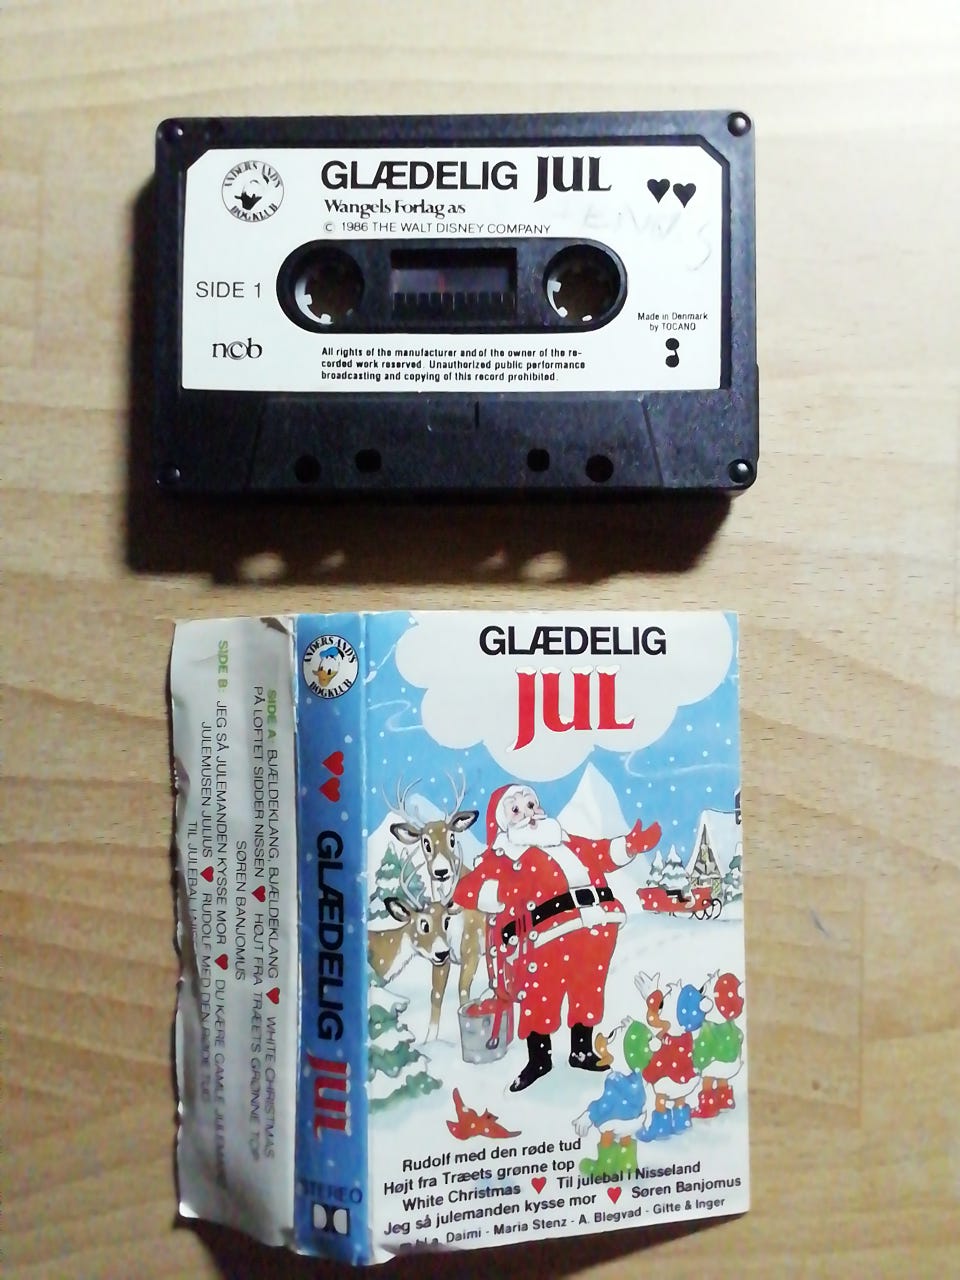 ANDERS AND'S
BOGKLUB
GLÆDELIG JUL
Wangels Forlag a/s
© 1986 THE WALT DISNEY COMPANY
SIDE 1
ncb
Made in Denmark
by TOCANO
All rights of the manufacturer and of the owner of the re-
corded work reserved. Unauthorized public performance
broadcasting and copying of this record prohibited.
SIDE A: BJÆLDEKLANG, BJÆLDEKLANG ♥ WHITE CHRISTMAS
PÅ LOFTET SIDDER NISSEN ♥ HØJT FRA TRÆETS GRØNNE TOP
SØREN BANJOMUS
SIDE B: JEG SÅ JULEMANDEN KYSSE MOR ♥ DU KÆRE GAMLE
JULEMUSEN JULIUS ♥ RUDOLF MED DEN RØDE TUD
TIL JULEBAL
ANDERS AND'S
BOGKLUB
♥♥ GLÆDELIG JUL
STEREO
GLÆDELIG
JUL
Rudolf med den røde tud
Højt fra Træets grønne top
White Christmas ♥ Til julebal i Nisseland
Jeg så julemanden kysse mor ♥ Søren Banjomus
bl.a. Daimi - Maria Stenz - A. Blegvad - Gitte & Inger